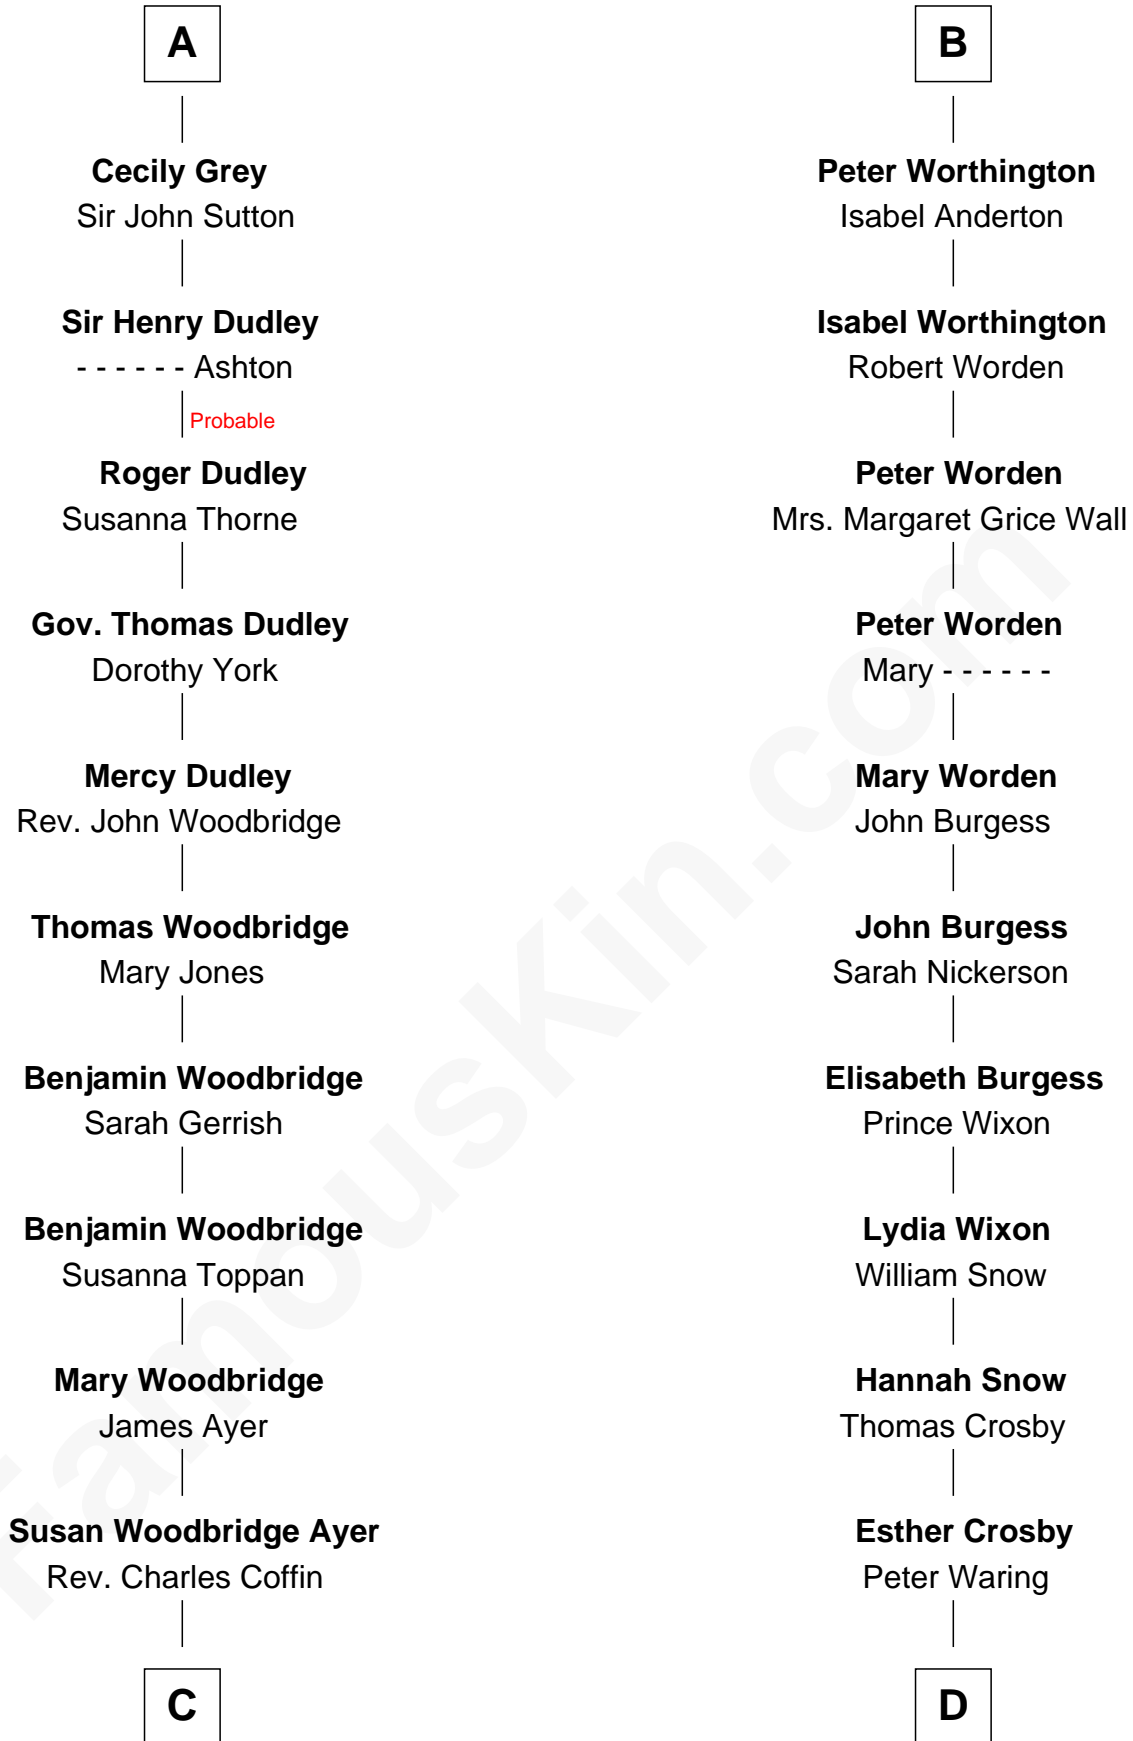 A
Cecily Grey
Sir John Sutton
Sir Henry Dudley
- - - - - - Ashton
Probable
Roger Dudley
Susanna Thorne
Gov. Thomas Dudley
Dorothy York
Mercy Dudley
Rev. John Woodbridge
Thomas Woodbridge
Mary Jones
Benjamin Woodbridge
Sarah Gerrish
Benjamin Woodbridge
Susanna Toppan
Mary Woodbridge
James Ayer
Susan Woodbridge Ayer
Rev. Charles Coffin
C
B
Peter Worthington
Isabel Anderton
Isabel Worthington
Robert Worden
Peter Worden
Mrs. Margaret Grice Wall
Peter Worden
Mary - - - - - -
Mary Worden
John Burgess
John Burgess
Sarah Nickerson
Elisabeth Burgess
Prince Wixon
Lydia Wixon
William Snow
Hannah Snow
Thomas Crosby
Esther Crosby
Peter Waring
D
FamousKin.com